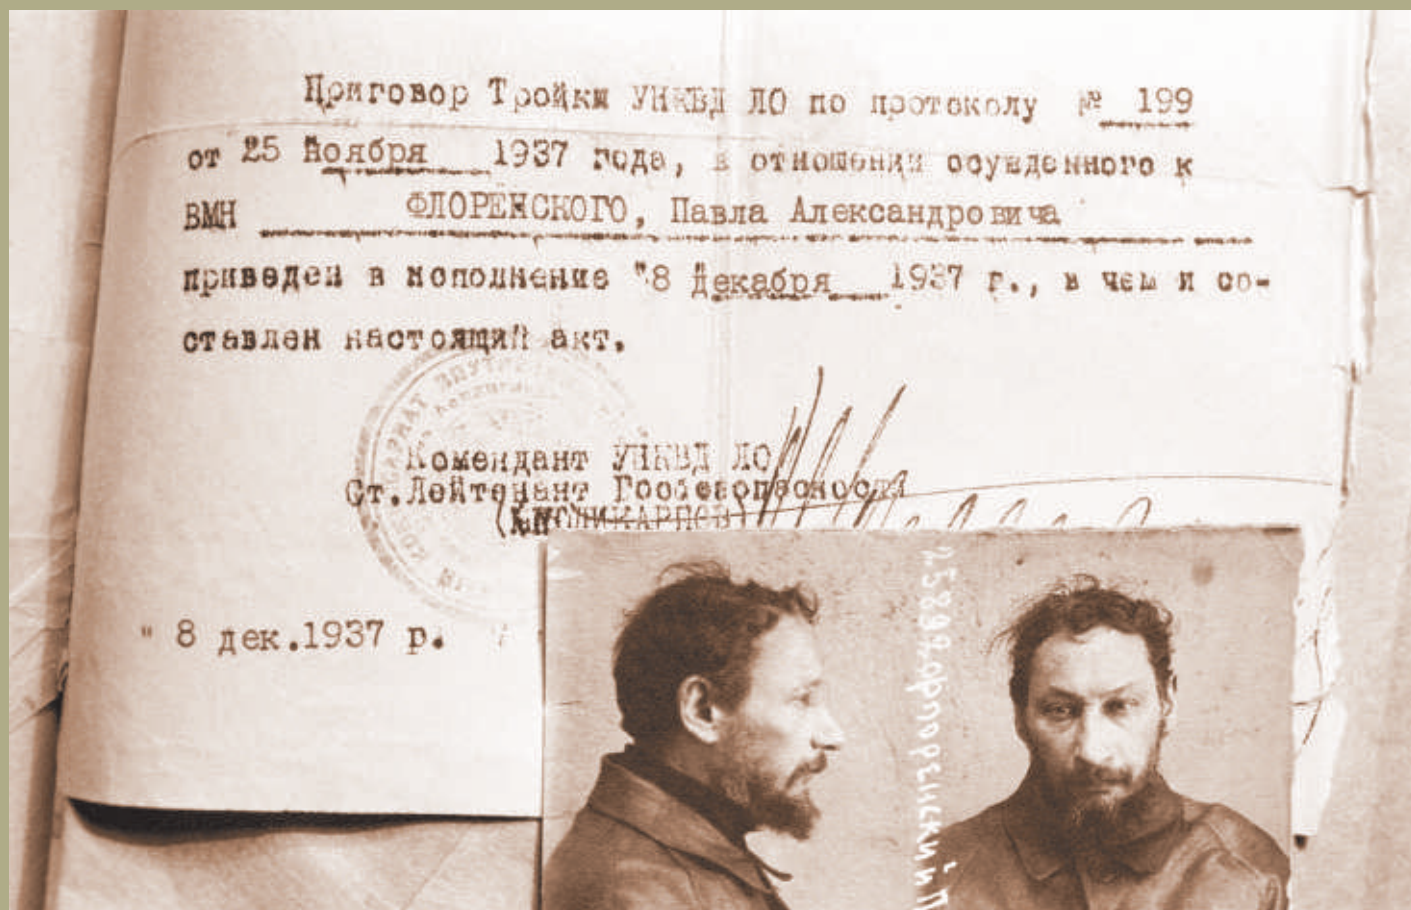 Приговор Тройки УНКВД ЛО по протоколу № 199
от 25 Ноября 1937 года, в отношении осужденного к
ВМН ФЛОРЕНСКОГО, Павла Александровича
приведен в исполнение "8 Декабря 1937 г., в чем и со-
ставлен настоящий акт.
Комендант УНКВД ЛО
Ст.Лейтенант Госбезопасности
ПОЛИКАРПОВ)
" 8 дек.1937 р.
Флоренский П